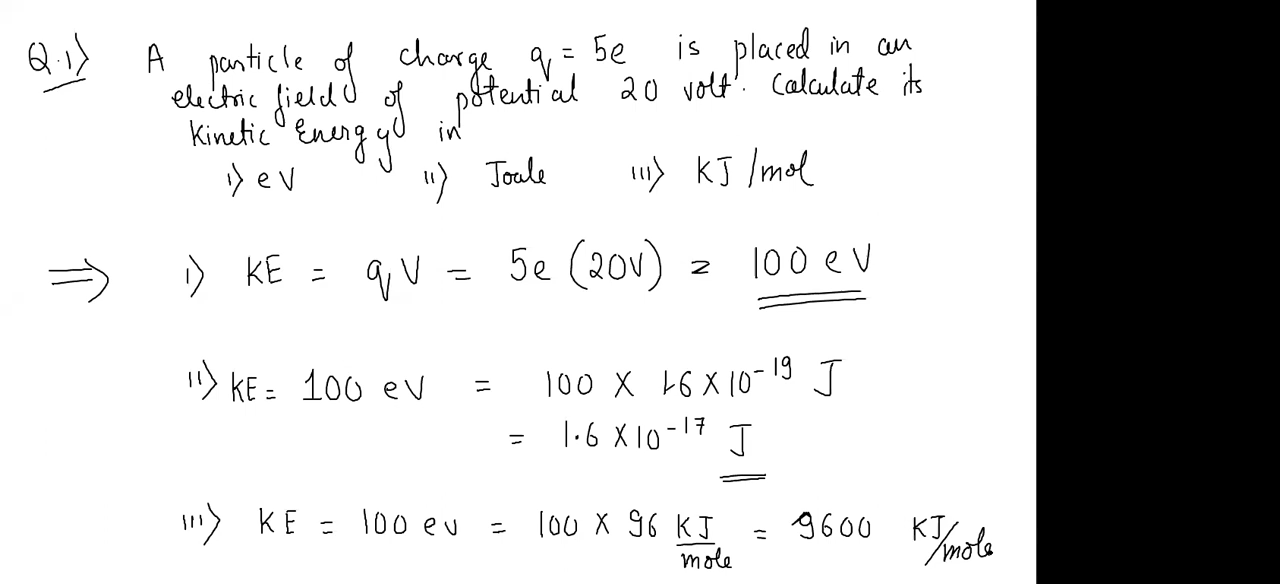 Q.1) A particle of charge q = 5e is placed in an
electric field of potential 20 volt. Calculate its
Kinetic Energy in
i) eV ii) Joule iii) KJ/mol
⇒ i) KE = qV = 5e (20V) = 100 eV
ii) KE = 100 eV = 100 X 1.6 X 10⁻¹⁹ J
= 1.6 X 10⁻¹⁷ J
iii) KE = 100 ev = 100 X 96 KJ/mole = 9600 KJ/mole